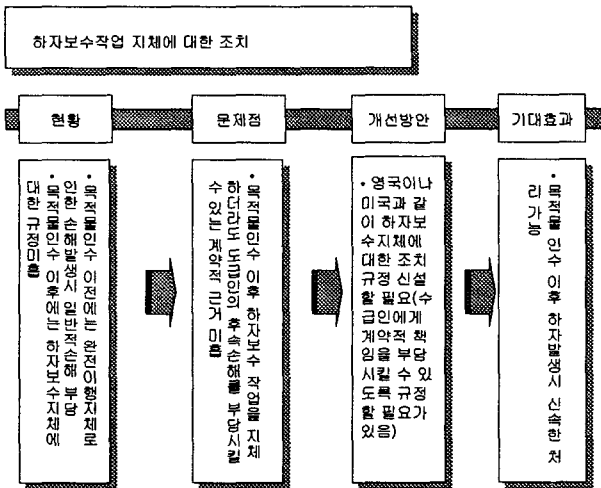 하자보수작업 지체에 대한 조치
현황
문제점
개선방안
기대효과
• 목적물인수 이전에는 완전이행지체로
인한 손해발생시 일반적손해 부담
• 목적물인수 이후에는 하자보수지체에
대한 규정미흡
• 목적물인수 이후 하자보수 작업을 지체
하더라도 도급인의 후속손해를 부담시킬
수 있는 계약적 근거 미흡
• 영국이나
미국과 같
이 하자보
수지체에
대한 조치
규정 신설
할 필요(수
급인에게
계약적 책
임을 부담
시킬 수 있
도록 규정
할 필요가
있음)
• 목적물 인수 이후 하자발생시 신속한 처
리 가능